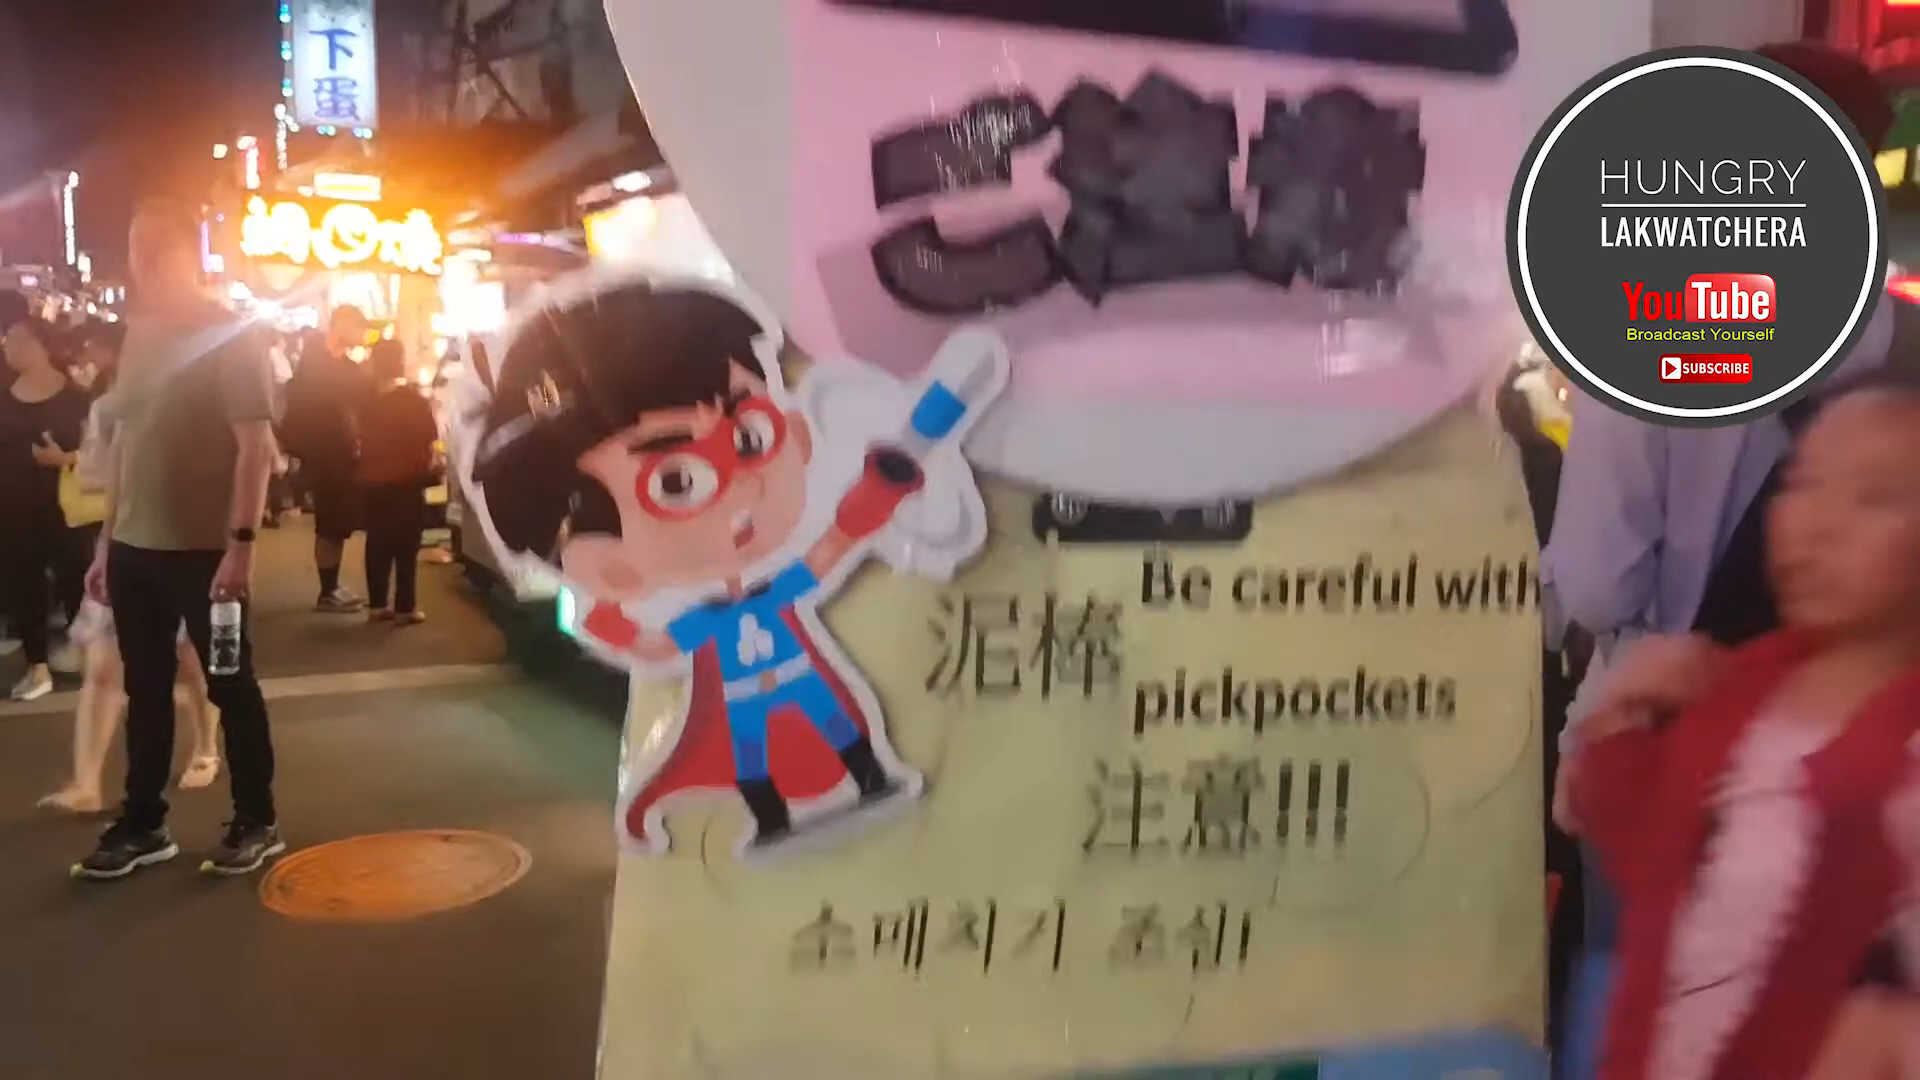 下蛋
HUNGRY
LAKWATCHERA
YouTube
Broadcast Yourself
SUBSCRIBE
Be careful with
泥棒
pickpockets
注意!!!
소매치기 조심!